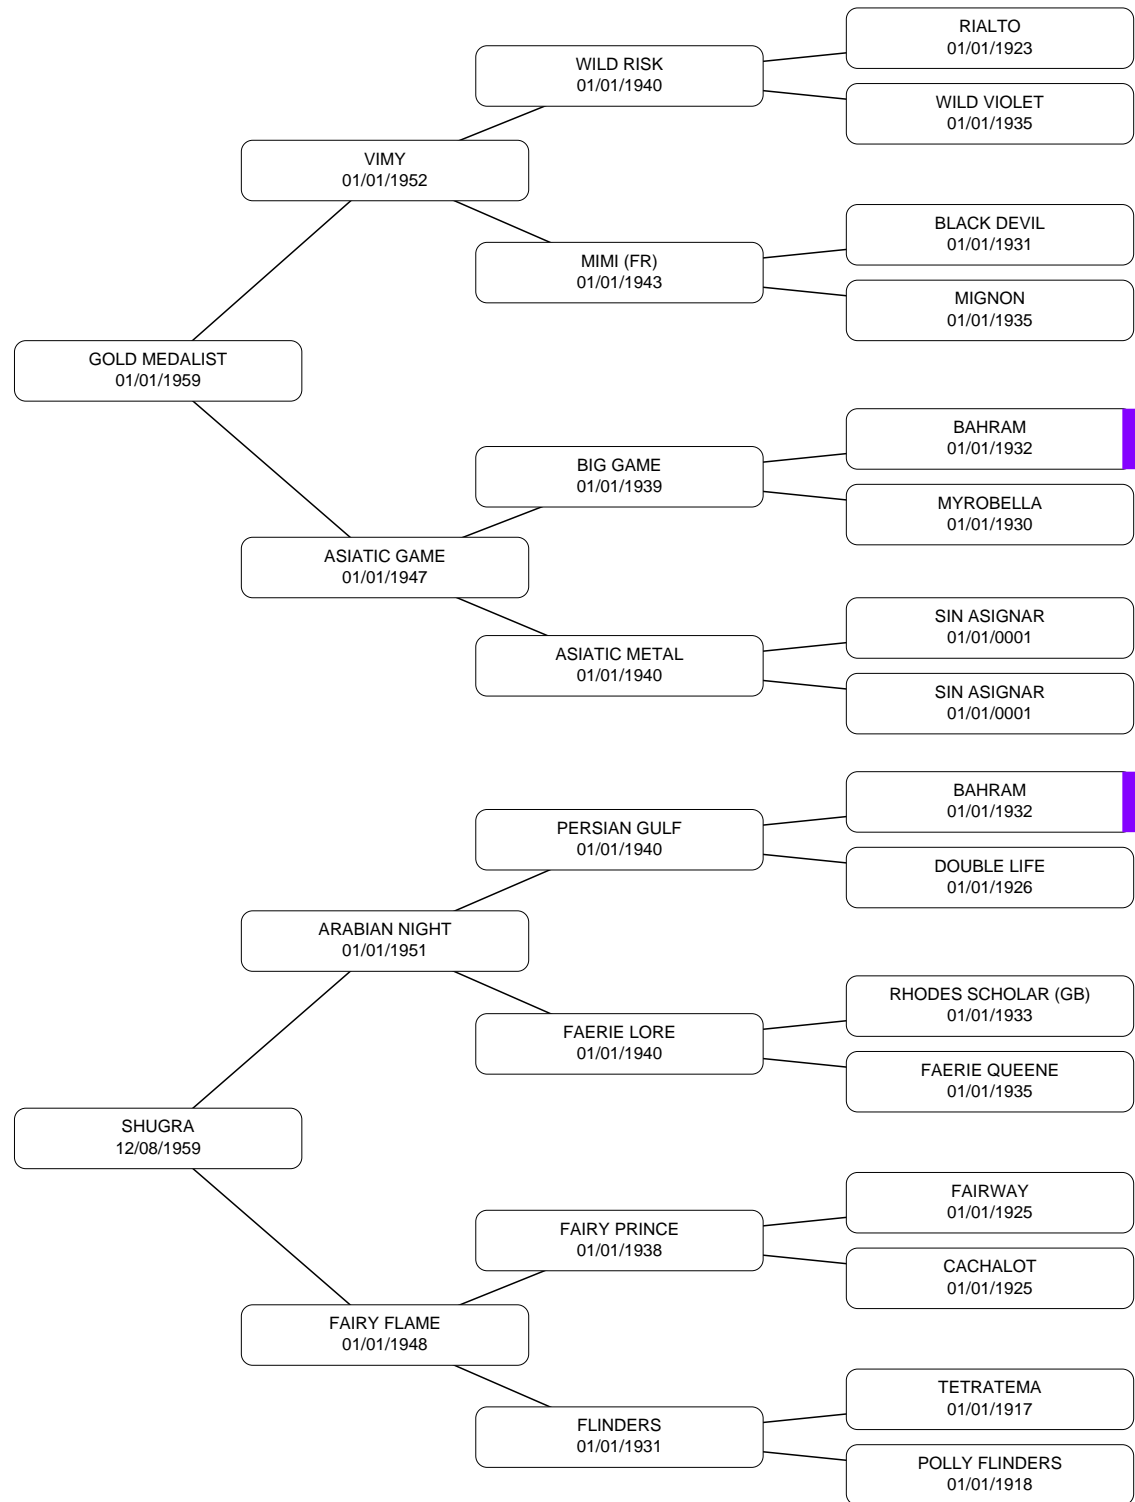 RIALTO
01/01/1923
WILD RISK
01/01/1940
WILD VIOLET
01/01/1935
VIMY
01/01/1952
BLACK DEVIL
01/01/1931
MIMI (FR)
01/01/1943
MIGNON
01/01/1935
GOLD MEDALIST
01/01/1959
BAHRAM
01/01/1932
BIG GAME
01/01/1939
MYROBELLA
01/01/1930
ASIATIC GAME
01/01/1947
SIN ASIGNAR
01/01/0001
ASIATIC METAL
01/01/1940
SIN ASIGNAR
01/01/0001
BAHRAM
01/01/1932
PERSIAN GULF
01/01/1940
DOUBLE LIFE
01/01/1926
ARABIAN NIGHT
01/01/1951
RHODES SCHOLAR (GB)
01/01/1933
FAERIE LORE
01/01/1940
FAERIE QUEENE
01/01/1935
SHUGRA
12/08/1959
FAIRWAY
01/01/1925
FAIRY PRINCE
01/01/1938
CACHALOT
01/01/1925
FAIRY FLAME
01/01/1948
TETRATEMA
01/01/1917
FLINDERS
01/01/1931
POLLY FLINDERS
01/01/1918